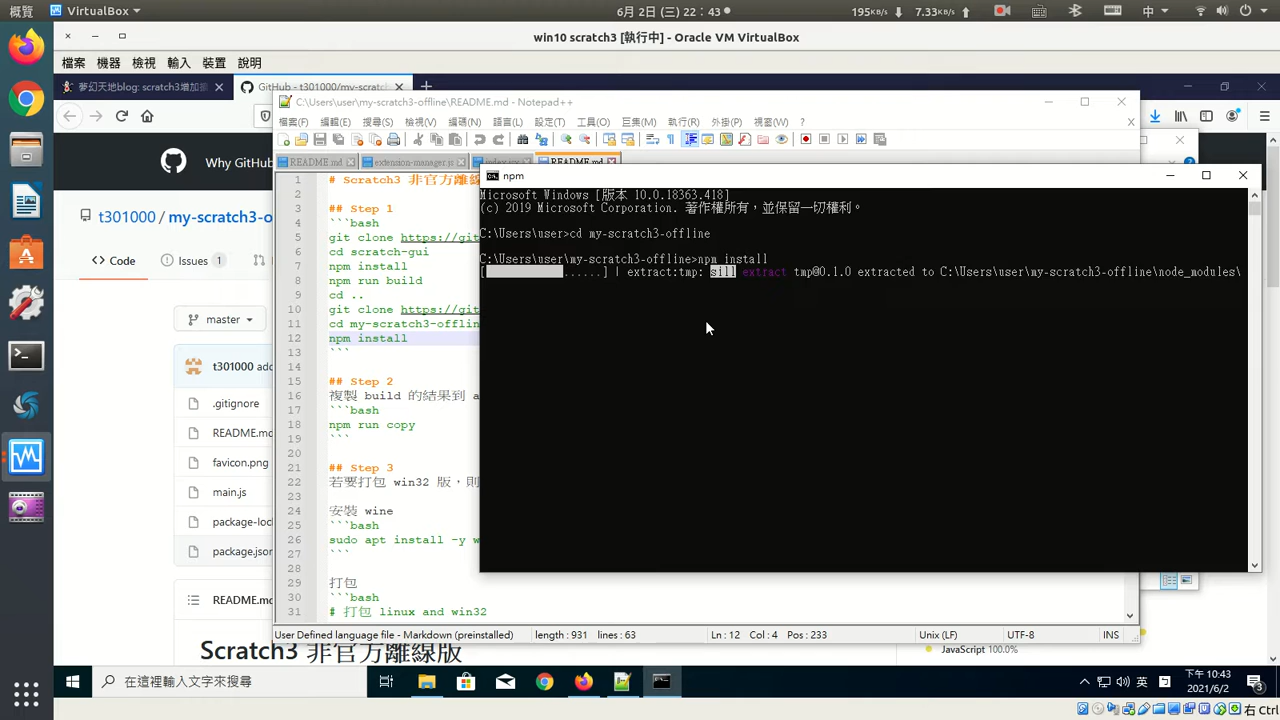 概覽 VirtualBox 6月 2日(三) 22：43 195KB/s 7.33KB/s 中
win10 scratch3 [執行中] - Oracle VM VirtualBox
檔案 機器 檢視 輸入 裝置 說明
夢幻天地blog: scratch3增加擴 GitHub - t301000/my-scratc
C:\Users\user\my-scratch3-offline\README.md - Notepad++
檔案(F) 編輯(E) 搜尋(S) 檢視(V) 編碼(N) 語言(L) 設定(T) 工具(O) 巨集(M) 執行(R) 外掛(P) 視窗(W) ?
README.md extension-manager.js index.jsx README.md
Why GitHub
t301000 / my-scratch3-o
Code Issues 1
master
t301000 add
.gitignore
README.md
favicon.png
main.js
package-lock
package.json
README.md
Scratch3 非官方離線版
1 # Scratch3 非官方離線
2
3 ## Step 1
4 ```bash
5 git clone https://git
6 cd scratch-gui
7 npm install
8 npm run build
9 cd ..
10 git clone https://git
11 cd my-scratch3-offlin
12 npm install
13 ```
14
15 ## Step 2
16 複製 build 的結果到 a
17 ```bash
18 npm run copy
19 ```
20
21 ## Step 3
22 若要打包 win32 版，則
23
24 安裝 wine
25 ```bash
26 sudo apt install -y w
27 ```
28
29 打包
30 ```bash
31 # 打包 linux and win32
User Defined language file - Markdown (preinstalled) length : 931 lines : 63 Ln : 12 Col : 4 Pos : 233 Unix (LF) UTF-8 INS
npm
Microsoft Windows [版本 10.0.18363.418]
(c) 2019 Microsoft Corporation. 著作權所有，並保留一切權利。
C:\Users\user>cd my-scratch3-offline
C:\Users\user\my-scratch3-offline>npm install
[ ......] | extract:tmp: sill extract tmp@0.1.0 extracted to C:\Users\user\my-scratch3-offline\node_modules\
JavaScript 100.0%
在這裡輸入文字來搜尋
英
下午 10:43
2021/6/2
3
右 Ctrl